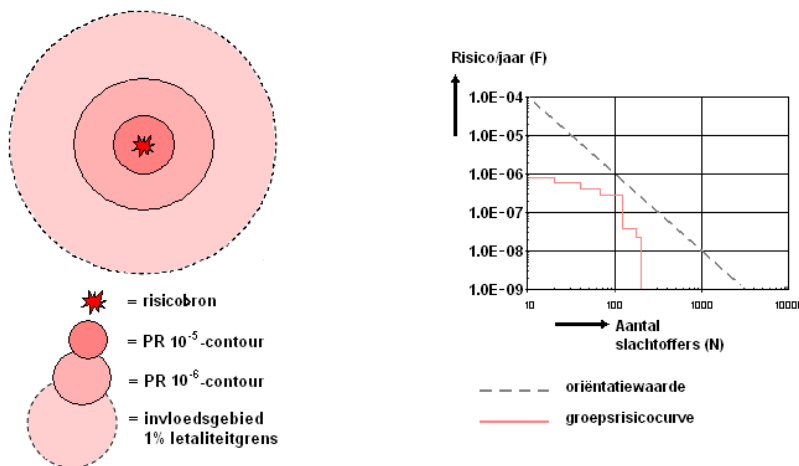 = risicobron
= PR 10⁻⁵-contour
= PR 10⁻⁶-contour
= invloedsgebied
1% letaliteitgrens
Risico/jaar (F)
1.0E-04
1.0E-05
1.0E-06
1.0E-07
1.0E-08
1.0E-09
10 100 1000 10000
Aantal
slachtoffers (N)
oriëntatiewaarde
groepsrisicocurve